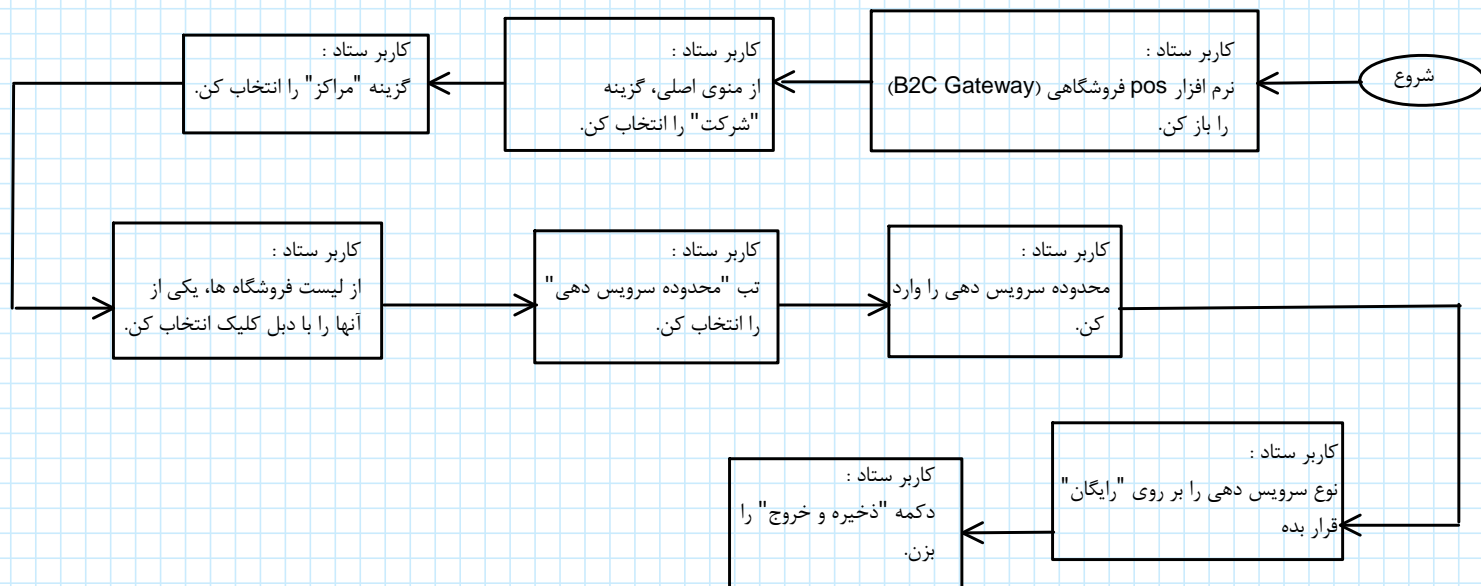 شروع
کاربر ستاد :
نرم افزار pos فروشگاهی (B2C Gateway)
را باز کن.
کاربر ستاد :
از منوی اصلی، گزینه
"شرکت" را انتخاب کن.
کاربر ستاد :
گزینه "مراکز" را انتخاب کن.
کاربر ستاد :
از لیست فروشگاه ها، یکی از
آنها را با دبل کلیک انتخاب کن.
کاربر ستاد :
تب "محدوده سرویس دهی"
را انتخاب کن.
کاربر ستاد :
محدوده سرویس دهی را وارد
کن.
کاربر ستاد :
نوع سرویس دهی را بر روی "رایگان"
قرار بده
کاربر ستاد :
دکمه "ذخیره و خروج" را
بزن.